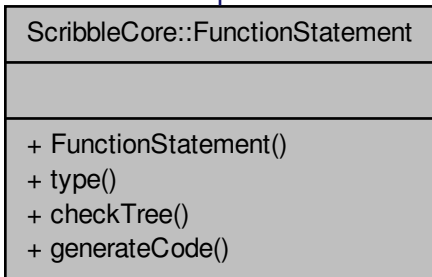 ScribbleCore::FunctionStatement
+ FunctionStatement()
+ type()
+ checkTree()
+ generateCode()